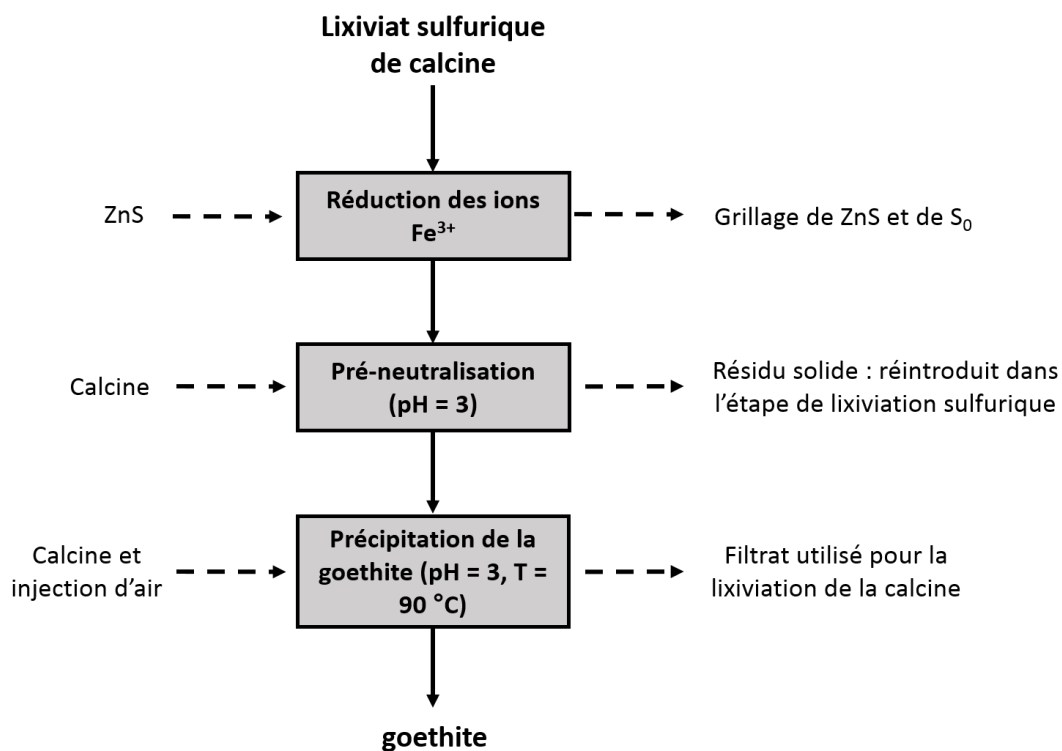 Lixiviat sulfurique
de calcine
ZnS
Réduction des ions
Fe³⁺
Grillage de ZnS et de S₀
Calcine
Pré-neutralisation
(pH = 3)
Résidu solide : réintroduit dans
l’étape de lixiviation sulfurique
Calcine et
injection d’air
Précipitation de la
goethite (pH = 3, T =
90 °C)
Filtrat utilisé pour la
lixiviation de la calcine
goethite